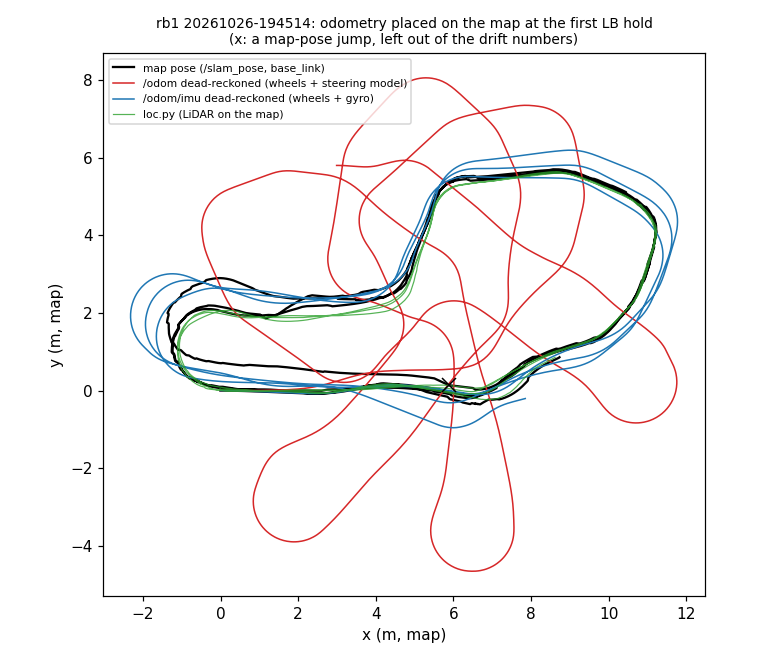 rb1 20261026-194514: odometry placed on the map at the first LB hold
(x: a map-pose jump, left out of the drift numbers)
map pose (/slam_pose, base_link)
/odom dead-reckoned (wheels + steering model)
/odom/imu dead-reckoned (wheels + gyro)
loc.py (LiDAR on the map)
y (m, map)
8
6
4
2
0
−2
−4
−2
0
2
4
6
8
10
12
x (m, map)